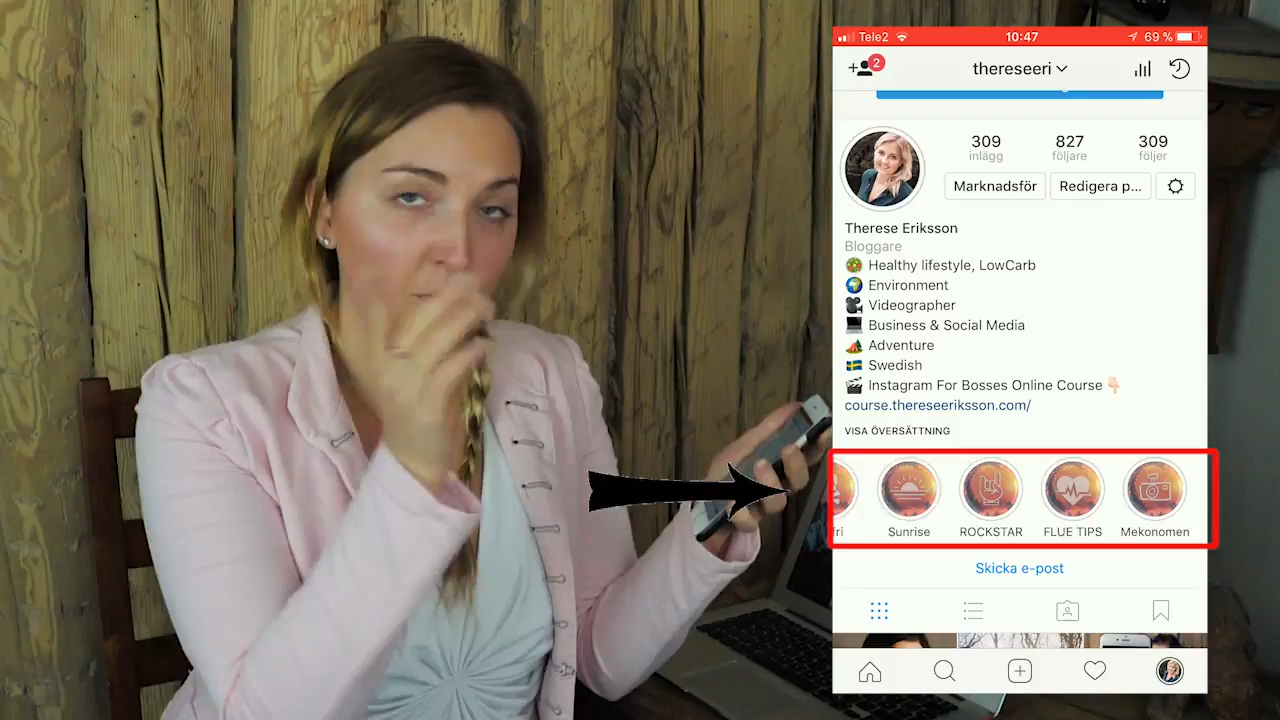 Tele2 10:47 69 %
2 thereseeri
309 827 309
inlägg följare följer
Marknadsför Redigera p...
Therese Eriksson
Bloggare
Healthy lifestyle, LowCarb
Environment
Videographer
Business & Social Media
Adventure
Swedish
Instagram For Bosses Online Course
course.thereseeriksson.com/
VISA ÖVERSÄTTNING
fri Sunrise ROCKSTAR FLUE TIPS Mekonomen
Skicka e-post